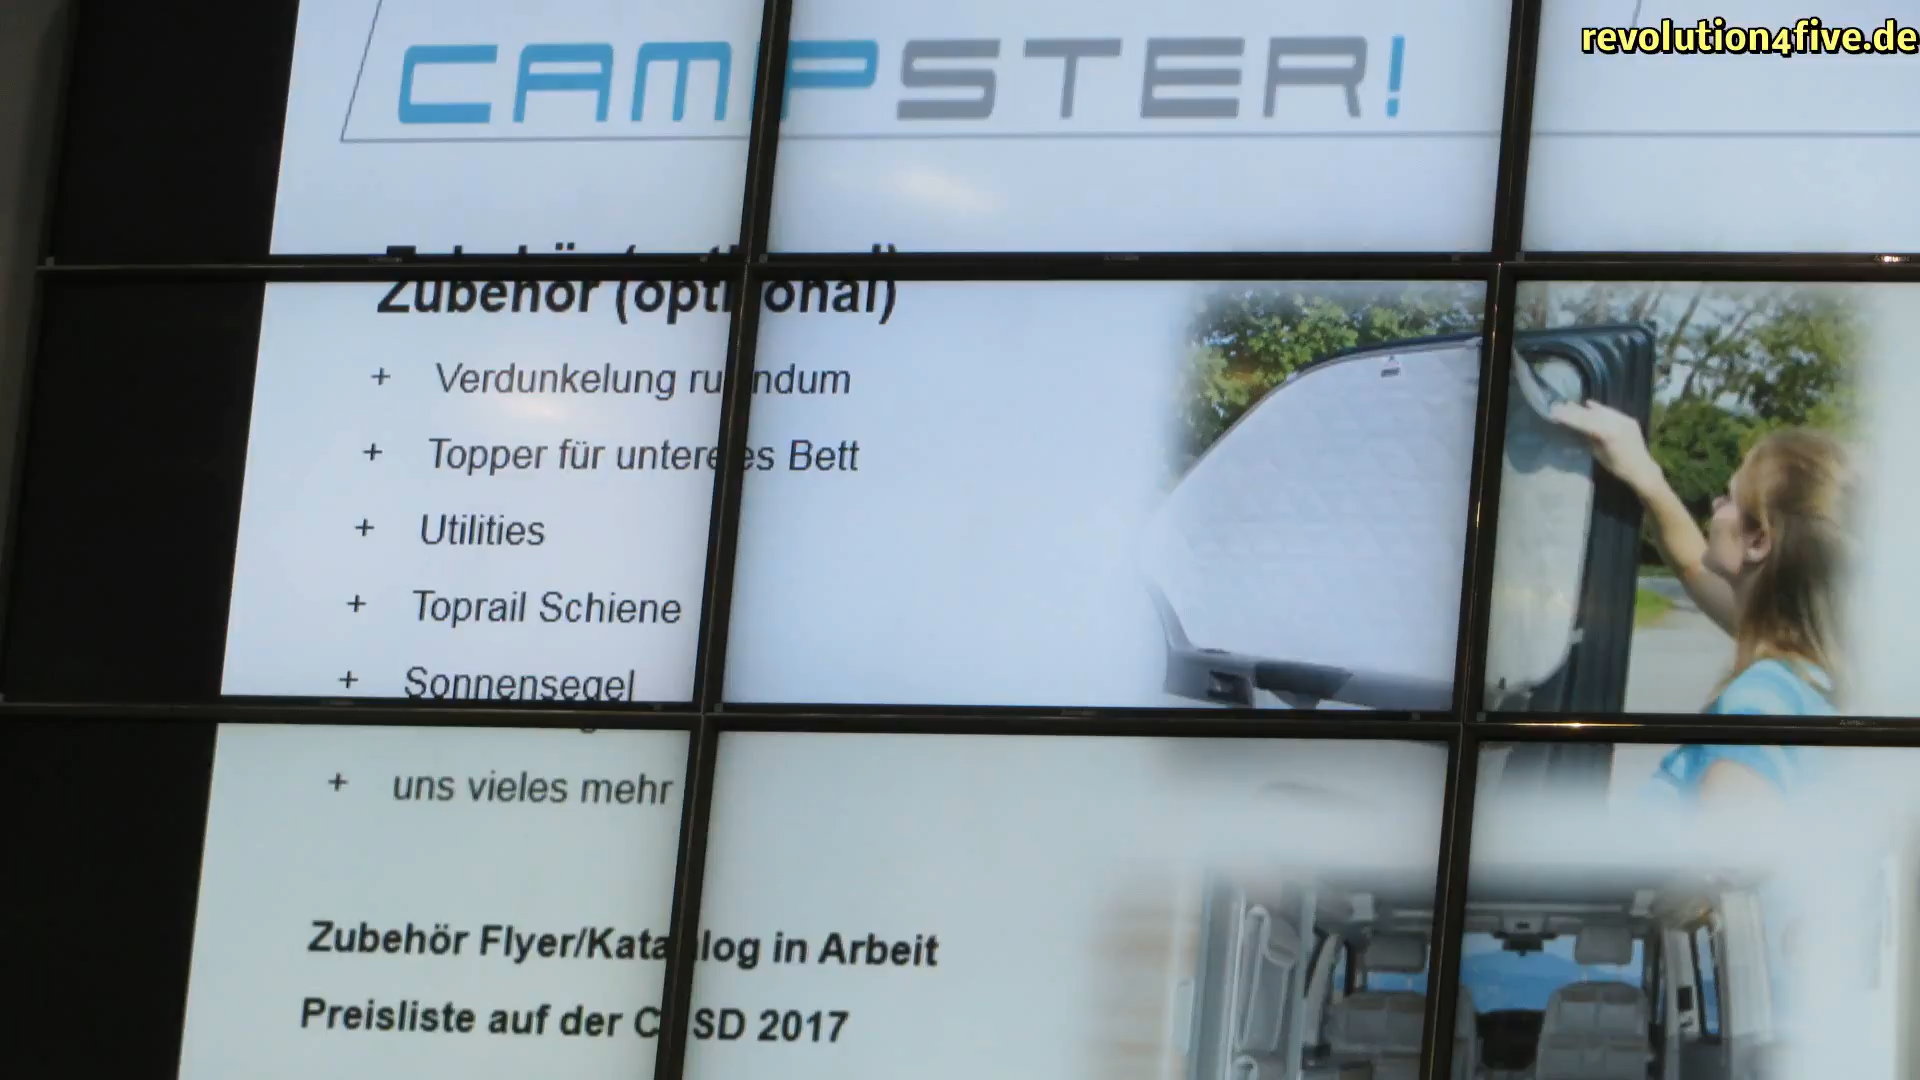 revolution4five.de
CAMPSTER!
Zubehör (optional)
+ Verdunkelung rundum
+ Topper für unteres Bett
+ Utilities
+ Toprail Schiene
+ Sonnensegel
+ uns vieles mehr
Zubehör Flyer/Katalog in Arbeit
Preisliste auf der CSD 2017